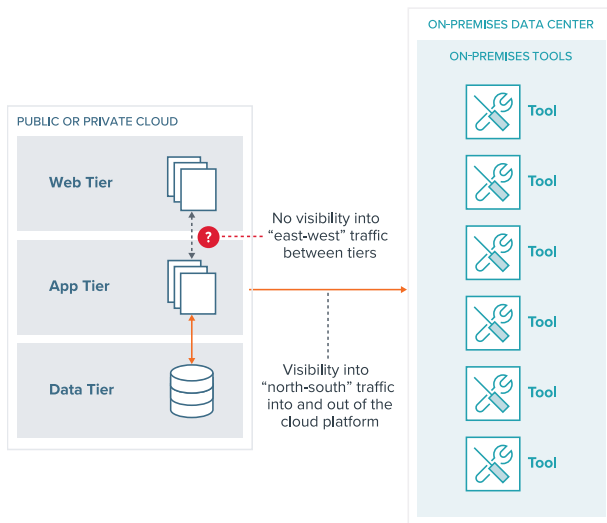 ON-PREMISES DATA CENTER
ON-PREMISES TOOLS
Tool
Tool
Tool
Tool
Tool
Tool
PUBLIC OR PRIVATE CLOUD
Web Tier
?
App Tier
Data Tier
No visibility into
“east-west” traffic
between tiers
Visibility into
“north-south” traffic
into and out of the
cloud platform